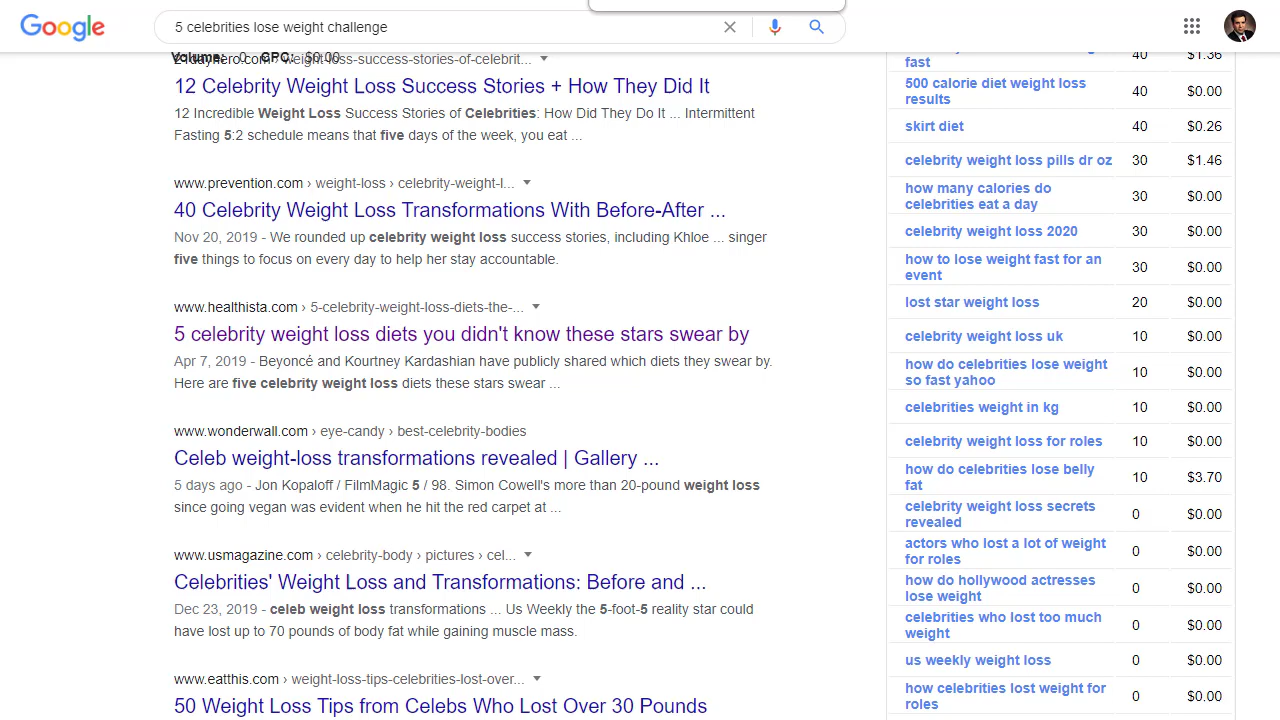 Google
5 celebrities lose weight challenge
Volume: 0 CPC: $0.00
21dayhero.com › weight-loss-success-stories-of-celebrit...
12 Celebrity Weight Loss Success Stories + How They Did It
12 Incredible Weight Loss Success Stories of Celebrities: How Did They Do It ... Intermittent
Fasting 5:2 schedule means that five days of the week, you eat ...
www.prevention.com › weight-loss › celebrity-weight-l...
40 Celebrity Weight Loss Transformations With Before-After ...
Nov 20, 2019 - We rounded up celebrity weight loss success stories, including Khloe ... singer
five things to focus on every day to help her stay accountable.
www.healthista.com › 5-celebrity-weight-loss-diets-the-...
5 celebrity weight loss diets you didn't know these stars swear by
Apr 7, 2019 - Beyoncé and Kourtney Kardashian have publicly shared which diets they swear by.
Here are five celebrity weight loss diets these stars swear ...
www.wonderwall.com › eye-candy › best-celebrity-bodies
Celeb weight-loss transformations revealed | Gallery ...
5 days ago - Jon Kopaloff / FilmMagic 5 / 98. Simon Cowell's more than 20-pound weight loss
since going vegan was evident when he hit the red carpet at ...
www.usmagazine.com › celebrity-body › pictures › cel...
Celebrities' Weight Loss and Transformations: Before and ...
Dec 23, 2019 - celeb weight loss transformations ... Us Weekly the 5-foot-5 reality star could
have lost up to 70 pounds of body fat while gaining muscle mass.
www.eatthis.com › weight-loss-tips-celebrities-lost-over...
50 Weight Loss Tips from Celebs Who Lost Over 30 Pounds
fast 40 $1.36
500 calorie diet weight loss
results 40 $0.00
skirt diet 40 $0.26
celebrity weight loss pills dr oz 30 $1.46
how many calories do
celebrities eat a day 30 $0.00
celebrity weight loss 2020 30 $0.00
how to lose weight fast for an
event 30 $0.00
lost star weight loss 20 $0.00
celebrity weight loss uk 10 $0.00
how do celebrities lose weight
so fast yahoo 10 $0.00
celebrities weight in kg 10 $0.00
celebrity weight loss for roles 10 $0.00
how do celebrities lose belly
fat 10 $3.70
celebrity weight loss secrets
revealed 0 $0.00
actors who lost a lot of weight
for roles 0 $0.00
how do hollywood actresses
lose weight 0 $0.00
celebrities who lost too much
weight 0 $0.00
us weekly weight loss 0 $0.00
how celebrities lost weight for
roles 0 $0.00